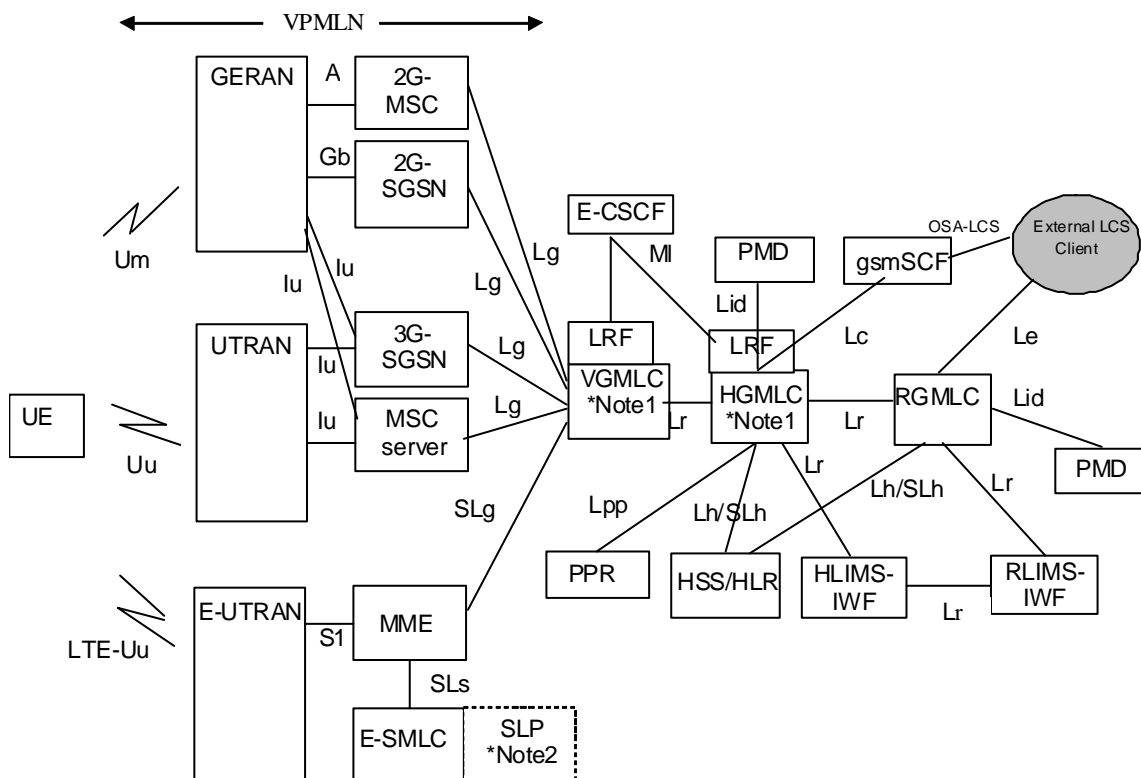 VPMLN
GERAN
A
2G-
MSC
Gb
2G-
SGSN
Um
Iu
Iu
Lg
Lg
E-CSCF
MI
PMD
Lid
gsmSCF
OSA-LCS
External LCS
Client
UTRAN
Iu
3G-
SGSN
Lg
LRF
LRF
Lc
Le
UE
Uu
Iu
MSC
server
Lg
VGMLC
*Note1
Lr
HGMLC
*Note1
Lr
RGMLC
Lid
PMD
SLg
Lpp
Lh/SLh
Lr
Lh/SLh
Lr
PPR
HSS/HLR
HLIMS-
IWF
Lr
RLIMS-
IWF
LTE-Uu
E-UTRAN
S1
MME
SLs
E-SMLC
SLP
*Note2